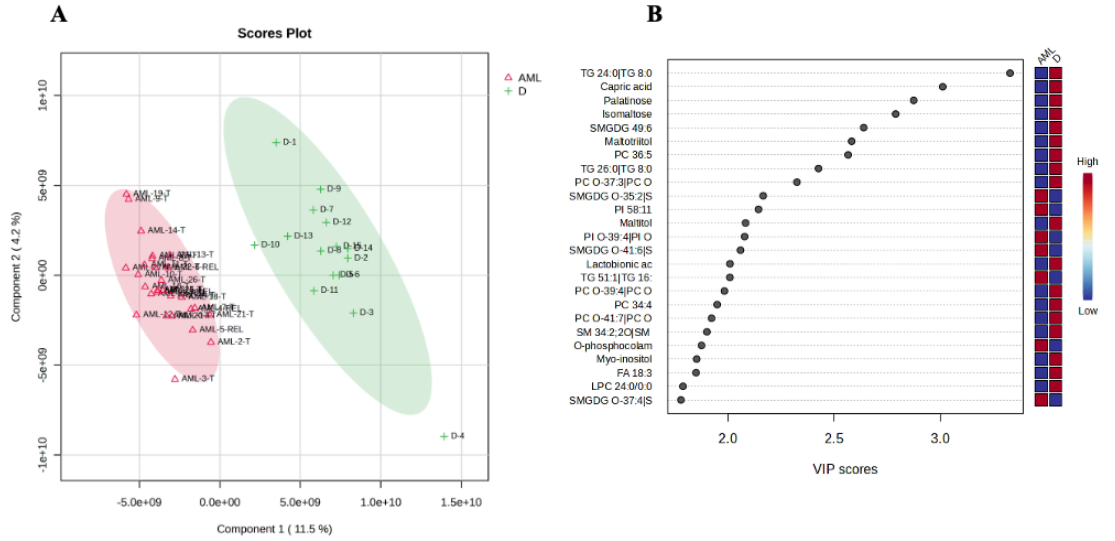 A
Scores Plot
AML
D
Component 2 ( 4.2 %)
1e+10
5e+09
0e+00
-5e+09
-1e+10
D-1
D-9
D-7
D-12
D-13
D-10
D-8
D-15
D-14
D-2
D-6
D-11
D-3
D-4
AML-19-T
AML-9-T
AML-14-T
AML-26-T
AML-21-T
AML-5-REL
AML-2-T
AML-3-T
-5.0e+09
0.0e+00
5.0e+09
1.0e+10
1.5e+10
Component 1 ( 11.5 %)
B
AML
D
TG 24:0|TG 8:0
Capric acid
Palatinose
Isomaltose
SMGDG 49:6
Maltotriitol
PC 36:5
TG 26:0|TG 8:0
PC O-37:3|PC O
SMGDG O-35:2|S
PI 58:11
Maltitol
PI O-39:4|PI O
SMGDG O-41:6|S
Lactobionic ac
TG 51:1|TG 16:
PC O-39:4|PC O
PC 34:4
PC O-41:7|PC O
SM 34:2;2O|SM
O-phosphocolam
Myo-inositol
FA 18:3
LPC 24:0/0:0
SMGDG O-37:4|S
2.0
2.5
3.0
VIP scores
High
Low